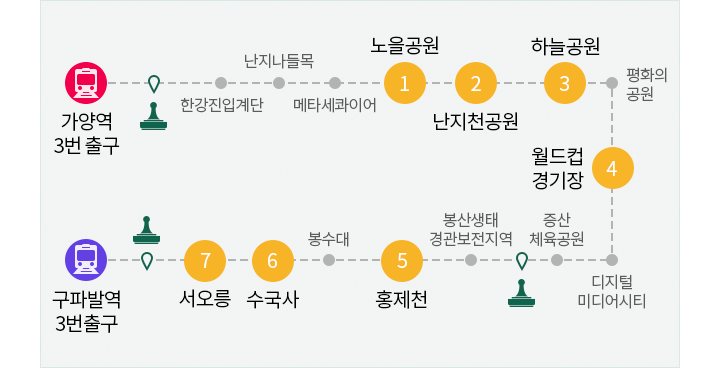 가양역
3번 출구
한강진입계단
난지나들목
메타세콰이어
노을공원
1
2
난지천공원
하늘공원
3
평화의
공원
월드컵
경기장
4
디지털
미디어시티
증산
체육공원
봉산생태
경관보전지역
5
홍제천
봉수대
6
수국사
7
서오릉
구파발역
3번출구